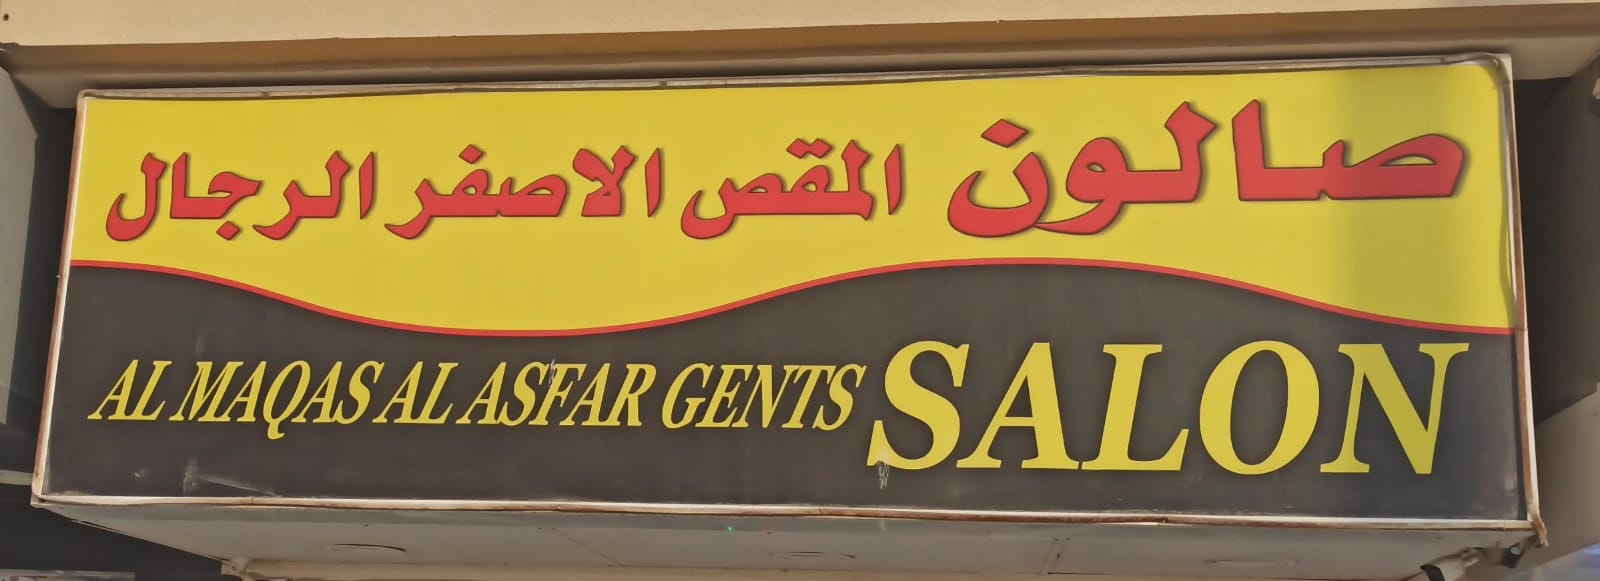 صالون المقص الاصفر الرجال
AL MAQAS AL ASFAR GENTS SALON